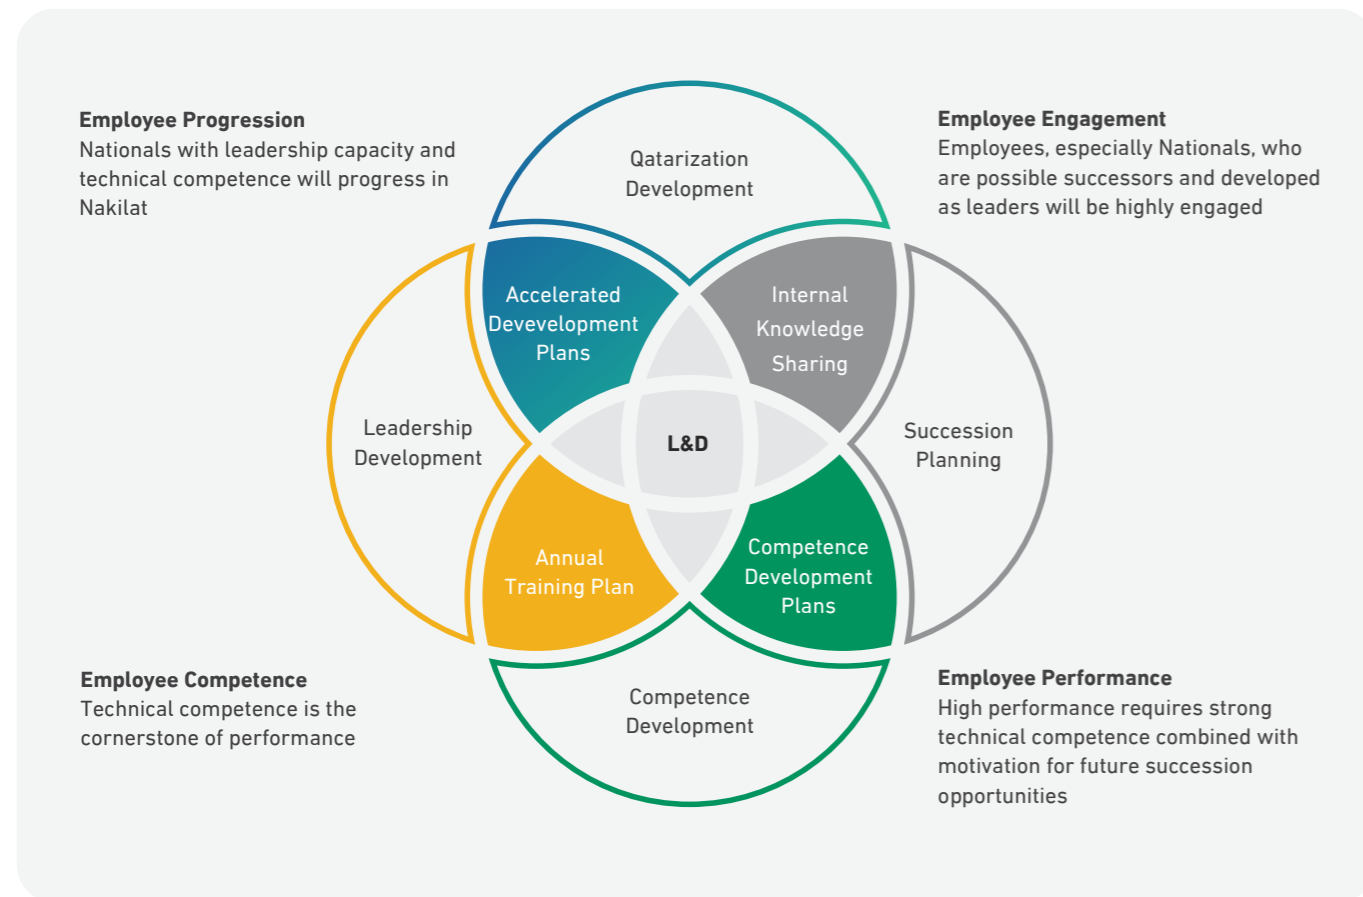 Employee Progression
Nationals with leadership capacity and
technical competence will progress in
Nakilat
Qatarization
Development
Employee Engagement
Employees, especially Nationals, who
are possible successors and developed
as leaders will be highly engaged
Accelerated
Devevelopment
Plans
Internal
Knowledge
Sharing
Leadership
Development
L&D
Succession
Planning
Annual
Training Plan
Competence
Development
Plans
Employee Competence
Technical competence is the
cornerstone of performance
Competence
Development
Employee Performance
High performance requires strong
technical competence combined with
motivation for future succession
opportunities